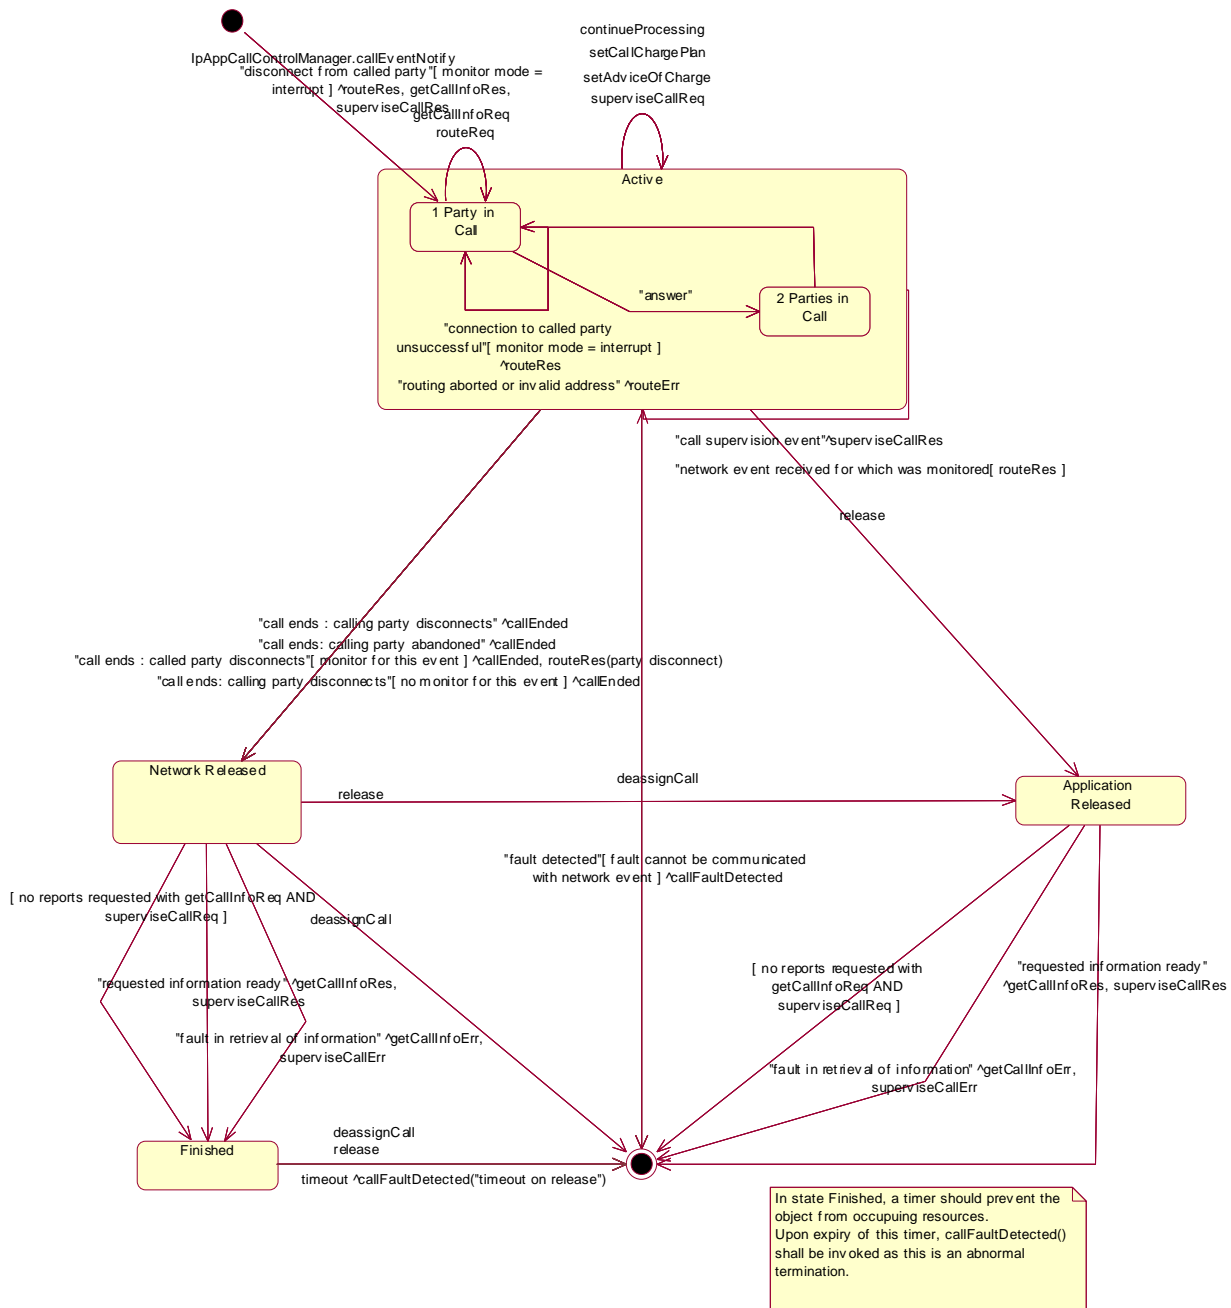 continueProcessing
setCallChargePlan
setAdviceOfCharge
superviseCallReq
IpAppCallControlManager.callEventNotify
"disconnect from called party"[ monitor mode =
interrupt ] ^routeRes, getCallInfoRes,
superviseCallRes
getCallInfoReq
routeReq
Active
1 Party in
Call
"answer"
2 Parties in
Call
"connection to called party
unsuccessful"[ monitor mode = interrupt ]
^routeRes
"routing aborted or invalid address" ^routeErr
"call supervision event"^superviseCallRes
"network event received for which was monitored[ routeRes ]
release
"call ends : calling party disconnects" ^callEnded
"call ends: calling party abandoned" ^callEnded
"call ends : called party disconnects"[ monitor for this event ] ^callEnded, routeRes(party disconnect)
"call ends: calling party disconnects"[ no monitor for this event ] ^callEnded
Network Released
release
deassignCall
Application
Released
"fault detected"[ fault cannot be communicated
with network event ] ^callFaultDetected
[ no reports requested with getCallInfoReq AND
superviseCallReq ]
deassignCall
"requested information ready" ^getCallInfoRes,
superviseCallRes
"fault in retrieval of information" ^getCallInfoErr,
superviseCallErr
[ no reports requested with
getCallInfoReq AND
superviseCallReq ]
"requested information ready"
^getCallInfoRes, superviseCallRes
"fault in retrieval of information" ^getCallInfoErr,
superviseCallErr
Finished
deassignCall
release
timeout ^callFaultDetected("timeout on release")
In state Finished, a timer should prevent the
object from occupuing resources.
Upon expiry of this timer, callFaultDetected()
shall be invoked as this is an abnormal
termination.